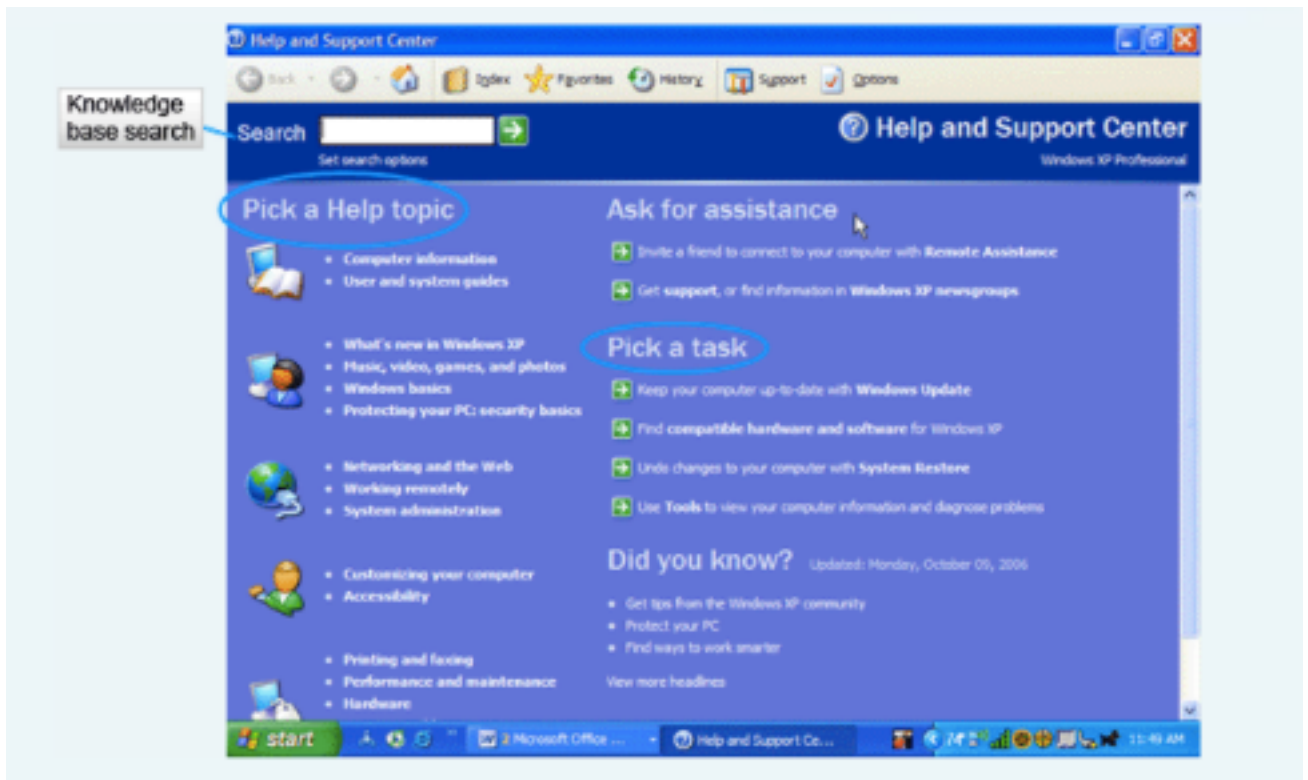 Help and Support Center
Back
Index
Favorites
History
Support
Options
Knowledge
base search
Search
Set search options
Help and Support Center
Windows XP Professional
Pick a Help topic
Computer information
User and system guides
What's new in Windows XP
Music, video, games, and photos
Windows basics
Protecting your PC: security basics
Networking and the Web
Working remotely
System administration
Customizing your computer
Accessibility
Printing and faxing
Performance and maintenance
Hardware
Ask for assistance
Invite a friend to connect to your computer with Remote Assistance
Get support, or find information in Windows XP newsgroups
Pick a task
Keep your computer up-to-date with Windows Update
Find compatible hardware and software for Windows XP
Undo changes to your computer with System Restore
Use Tools to view your computer information and diagnose problems
Did you know? Updated: Monday, October 09, 2006
Get tips from the Windows XP community
Protect your PC
Find ways to work smarter
View more headlines
start
2 Microsoft Office ...
Help and Support Ce...
11:49 AM